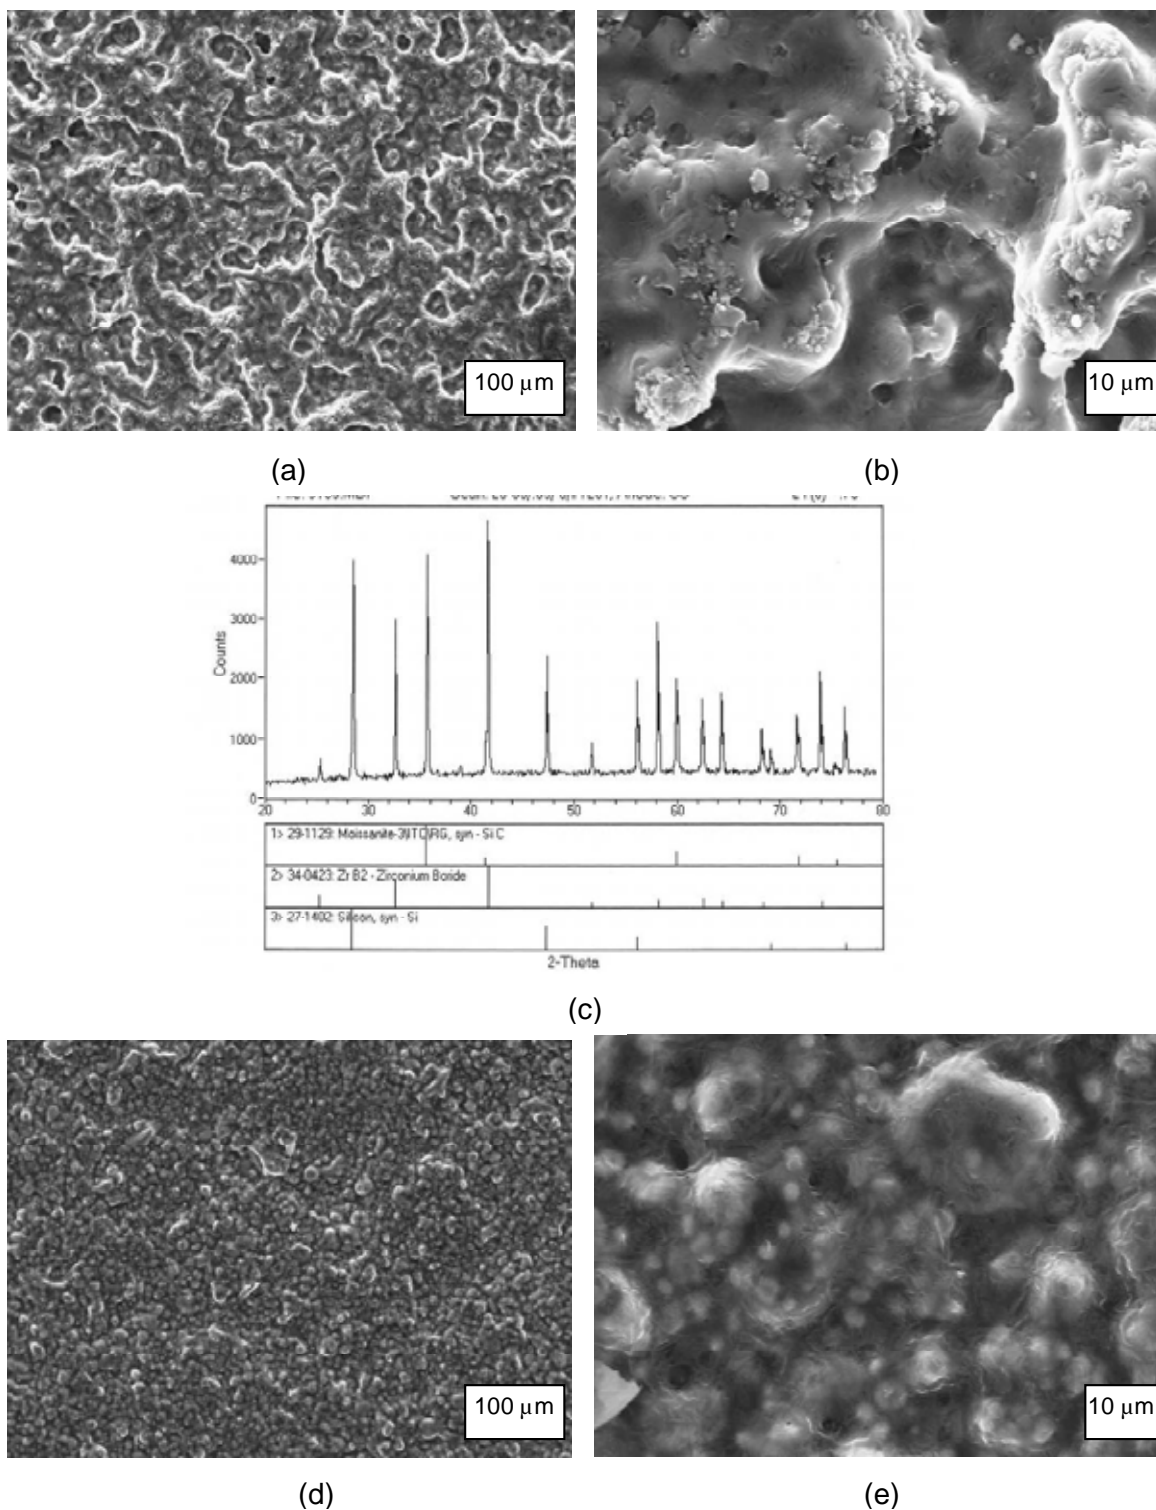 100 μm
10 μm
(a)
(b)
4000
3000
2000
1000
0
Counts
20 30 40 50 60 70 80
1> 29-1129: Moissanite-3C, syn - Si C
2> 34-0423: Zr B2 - Zirconium Boride
3> 27-1402: Silicon, syn - Si
2-Theta
(c)
100 μm
10 μm
(d)
(e)